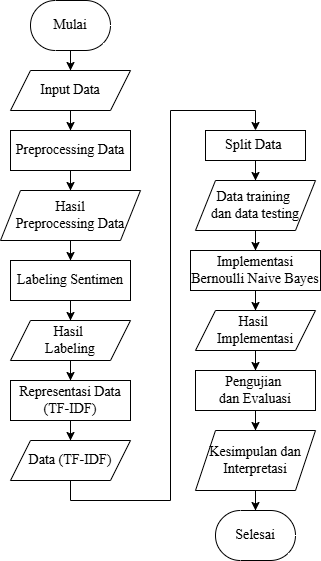 Mulai
Input Data
Preprocessing Data
Hasil
Preprocessing Data
Labeling Sentimen
Hasil
Labeling
Representasi Data
(TF-IDF)
Data (TF-IDF)
Split Data
Data training
dan data testing
Implementasi
Bernoulli Naive Bayes
Hasil
Implementasi
Pengujian
dan Evaluasi
Kesimpulan dan
Interpretasi
Selesai